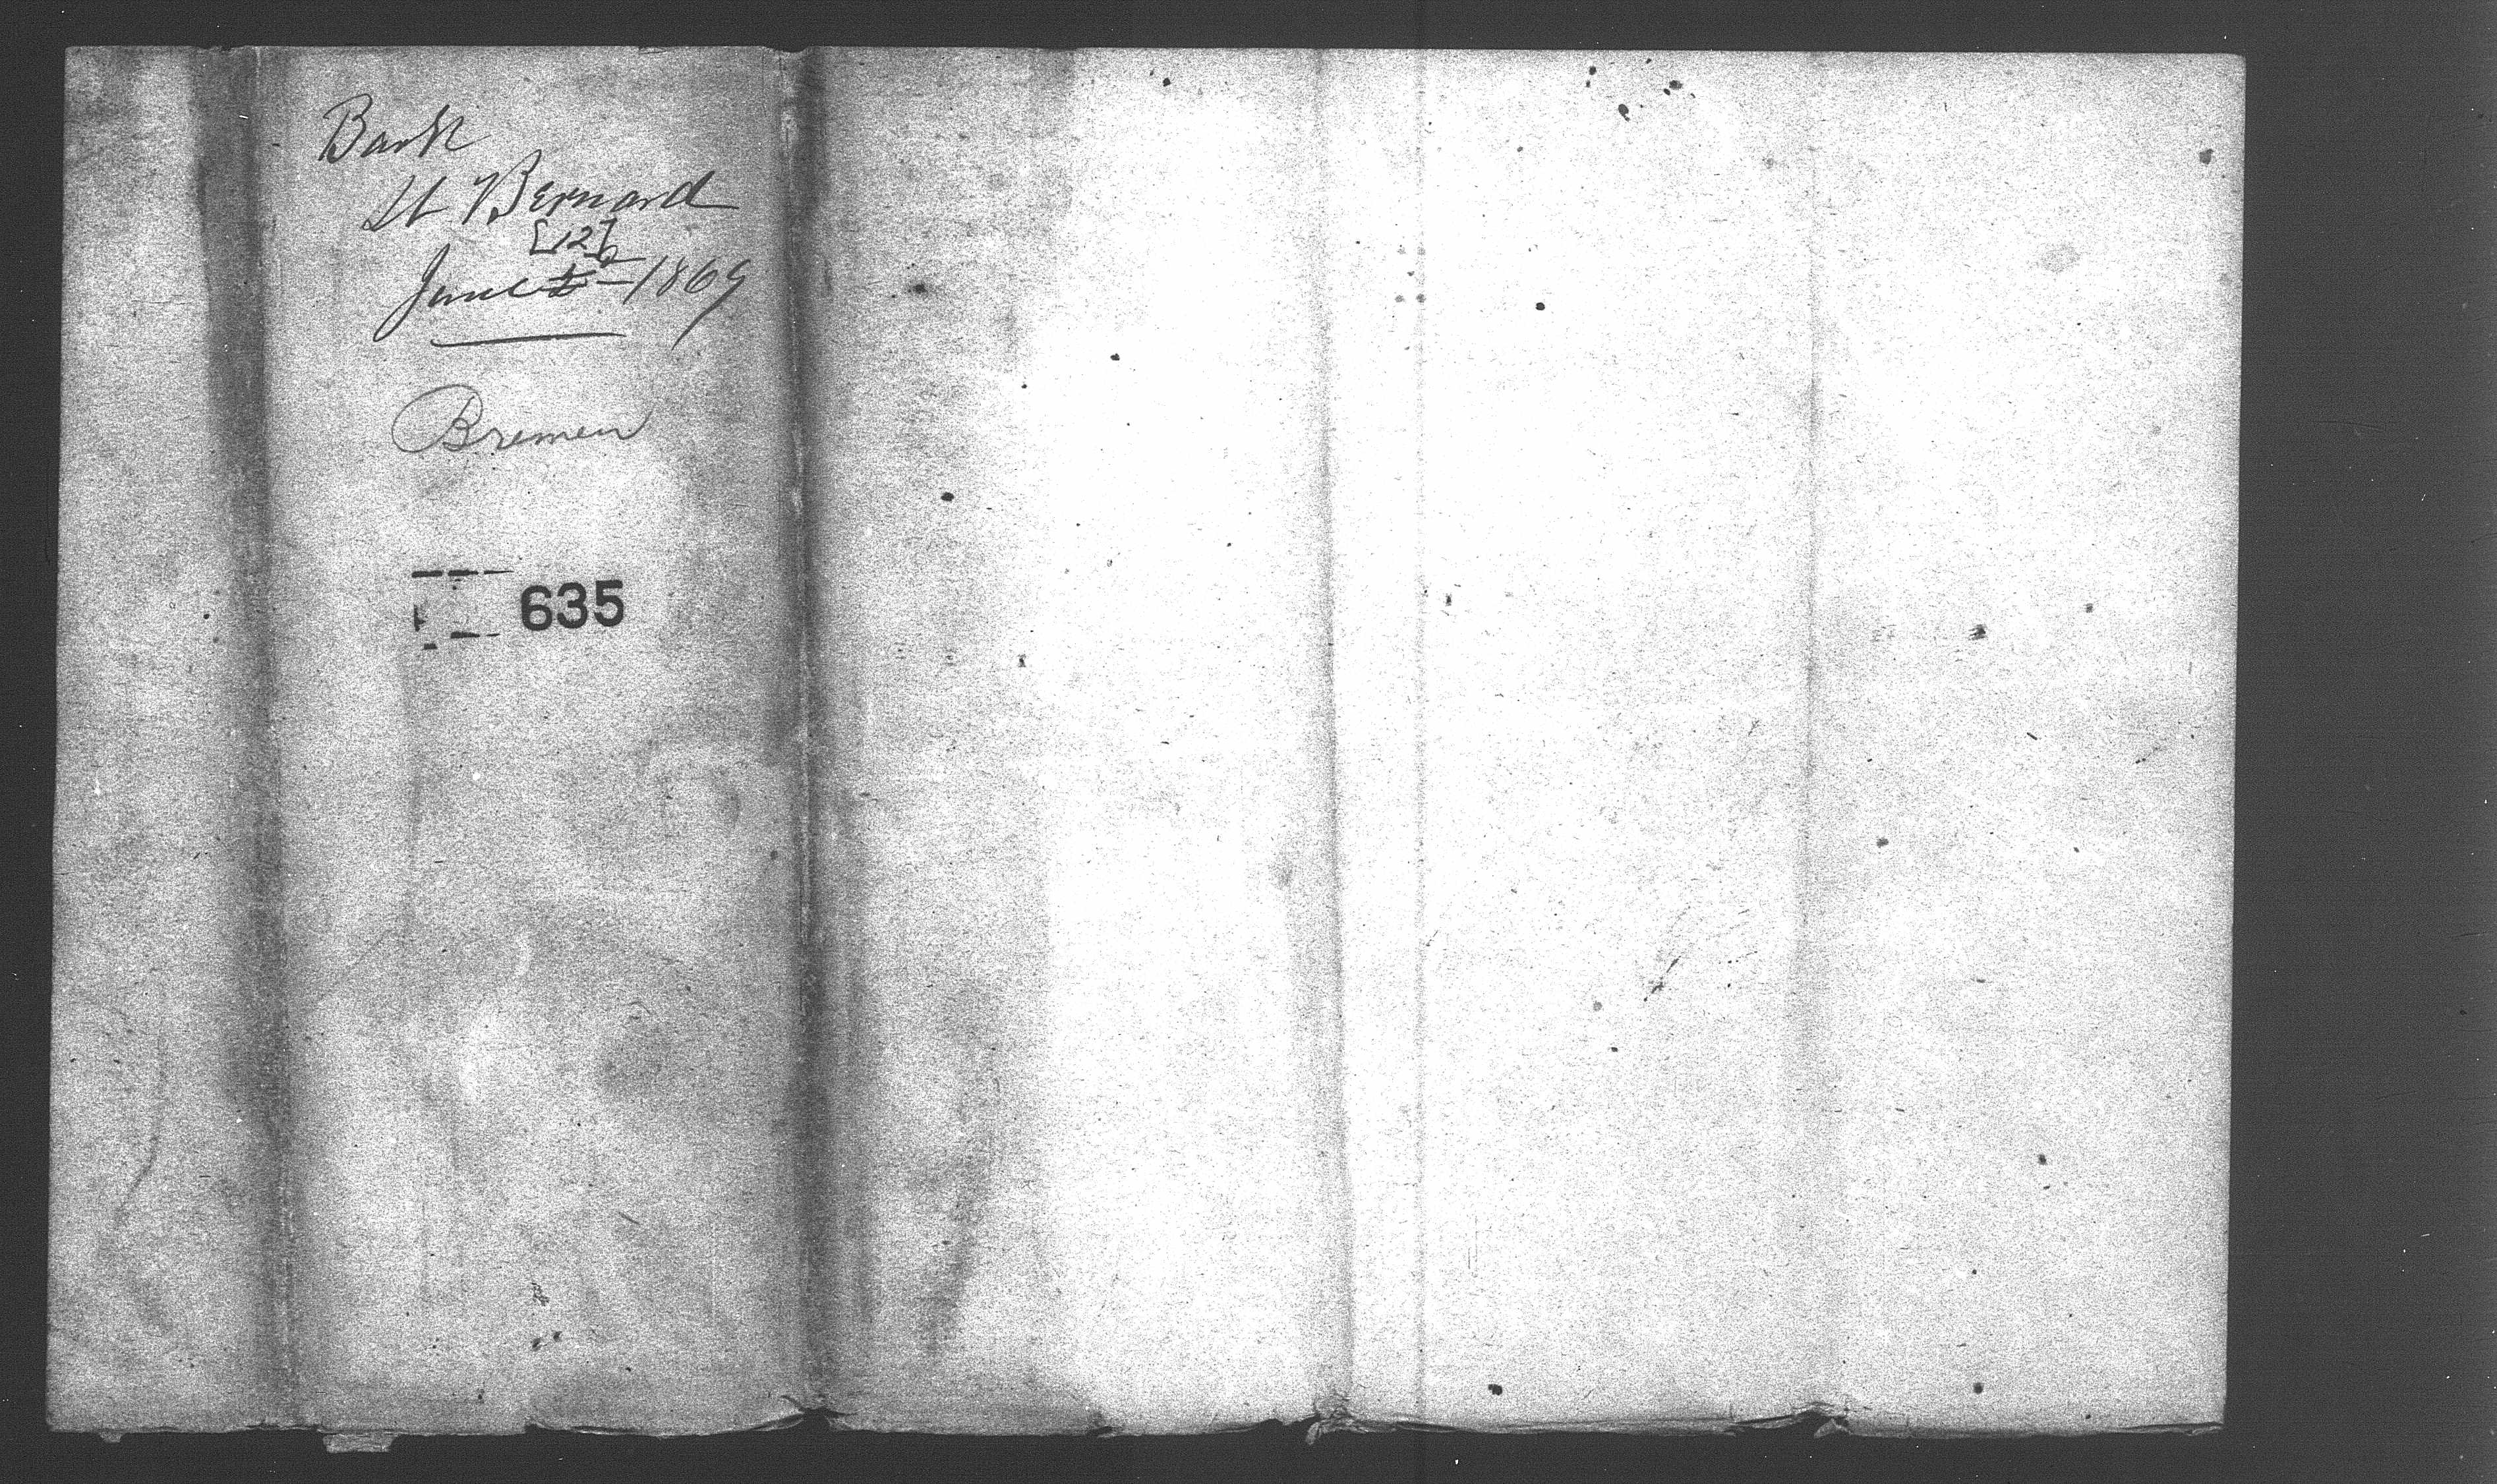 Bark
St Bernard
[12]
June 1869
Bremen
635